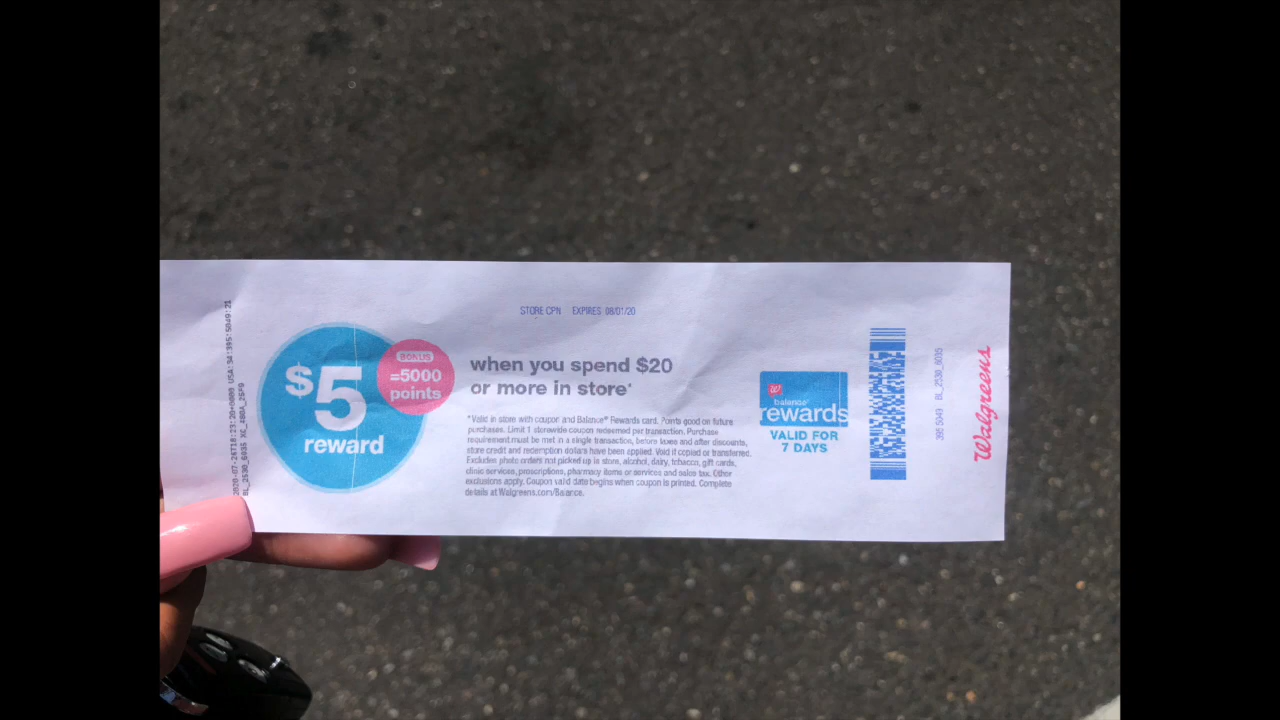 STORE CPN EXPIRES 08/01/20
$5
reward
BONUS
=5000
points
when you spend $20
or more in store*
*Valid in store with coupon and Balance® Rewards card. Points good on future
purchases. Limit 1 storewide coupon redeemed per transaction. Purchase
requirement must be met in a single transaction, before taxes and after discounts,
store credit and redemption dollars have been applied. Void if copied or transferred.
Excludes photo orders not picked up in store, alcohol, dairy, tobacco, gift cards,
clinic services, prescriptions, pharmacy items or services and sales tax. Other
exclusions apply. Coupon valid date begins when coupon is printed. Complete
details at Walgreens.com/Balance.
W
balance®
rewards
VALID FOR
7 DAYS
395 5049 BL_2530_6035
Walgreens
BL_2530_6035